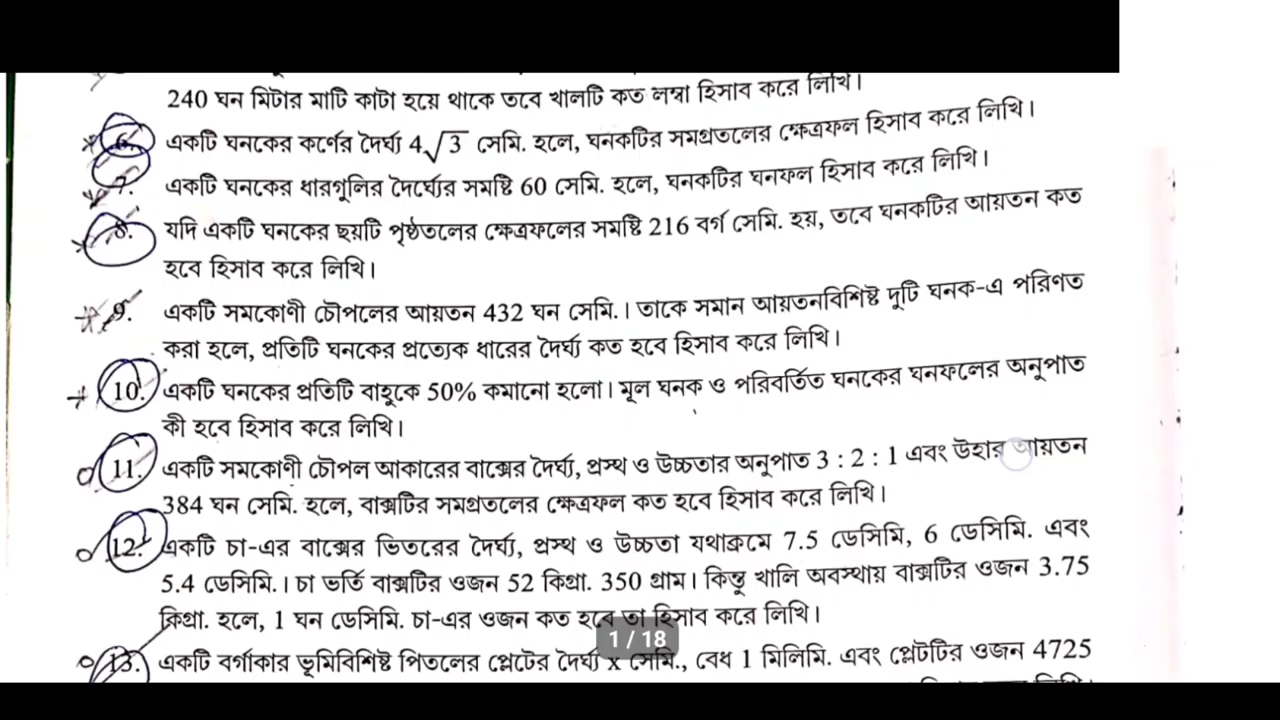 240 ঘন মিটার মাটি কাটা হয়ে থাকে তবে খালটি কত লম্বা হিসাব করে লিখি।
6. একটি ঘনকের কর্ণের দৈর্ঘ্য 4√3 সেমি. হলে, ঘনকটির সমগ্রতলের ক্ষেত্রফল হিসাব করে লিখি।
7. একটি ঘনকের ধারগুলির দৈর্ঘ্যের সমষ্টি 60 সেমি. হলে, ঘনকটির ঘনফল হিসাব করে লিখি।
8. যদি একটি ঘনকের ছয়টি পৃষ্ঠতলের ক্ষেত্রফলের সমষ্টি 216 বর্গ সেমি. হয়, তবে ঘনকটির আয়তন কত
হবে হিসাব করে লিখি।
9. একটি সমকোণী চৌপলের আয়তন 432 ঘন সেমি.। তাকে সমান আয়তনবিশিষ্ট দুটি ঘনক-এ পরিণত
করা হলে, প্রতিটি ঘনকের প্রত্যেক ধারের দৈর্ঘ্য কত হবে হিসাব করে লিখি।
10. একটি ঘনকের প্রতিটি বাহুকে 50% কমানো হলো। মূল ঘনক ও পরিবর্তিত ঘনকের ঘনফলের অনুপাত
কী হবে হিসাব করে লিখি।
11. একটি সমকোণী চৌপল আকারের বাক্সের দৈর্ঘ্য, প্রস্থ ও উচ্চতার অনুপাত 3 : 2 : 1 এবং উহার আয়তন
384 ঘন সেমি. হলে, বাক্সটির সমগ্রতলের ক্ষেত্রফল কত হবে হিসাব করে লিখি।
12. একটি চা-এর বাক্সের ভিতরের দৈর্ঘ্য, প্রস্থ ও উচ্চতা যথাক্রমে 7.5 ডেসিমি, 6 ডেসিমি. এবং
5.4 ডেসিমি.। চা ভর্তি বাক্সটির ওজন 52 কিগ্রা. 350 গ্রাম। কিন্তু খালি অবস্থায় বাক্সটির ওজন 3.75
কিগ্রা. হলে, 1 ঘন ডেসিমি. চা-এর ওজন কত হবে তা হিসাব করে লিখি।
1 / 18
13. একটি বর্গাকার ভূমিবিশিষ্ট পিতলের প্লেটের দৈর্ঘ্য x সেমি., বেধ 1 মিলিমি. এবং প্লেটটির ওজন 4725